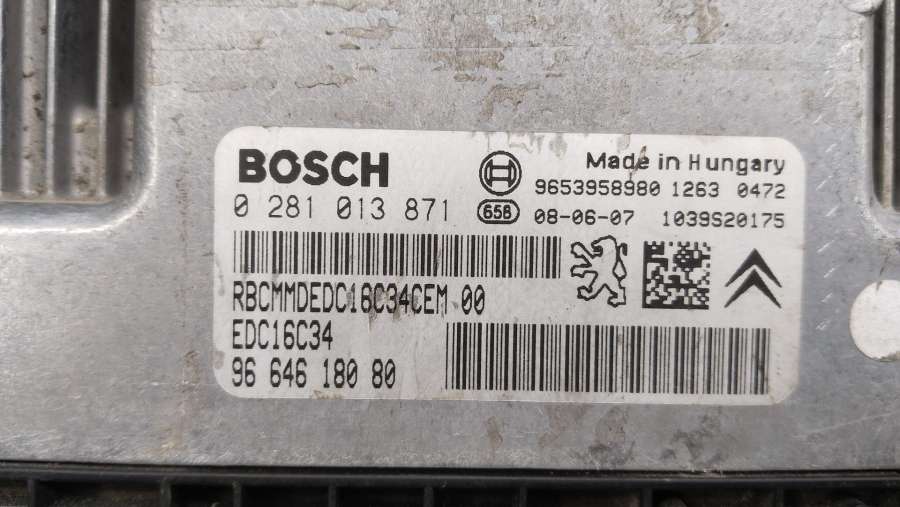 BOSCH
Made in Hungary
9653958980 1263 0472
0 281 013 871
658
08-06-07 1039S20175
RBCMMDEDC16C34CEM 00
EDC16C34
96 646 180 80